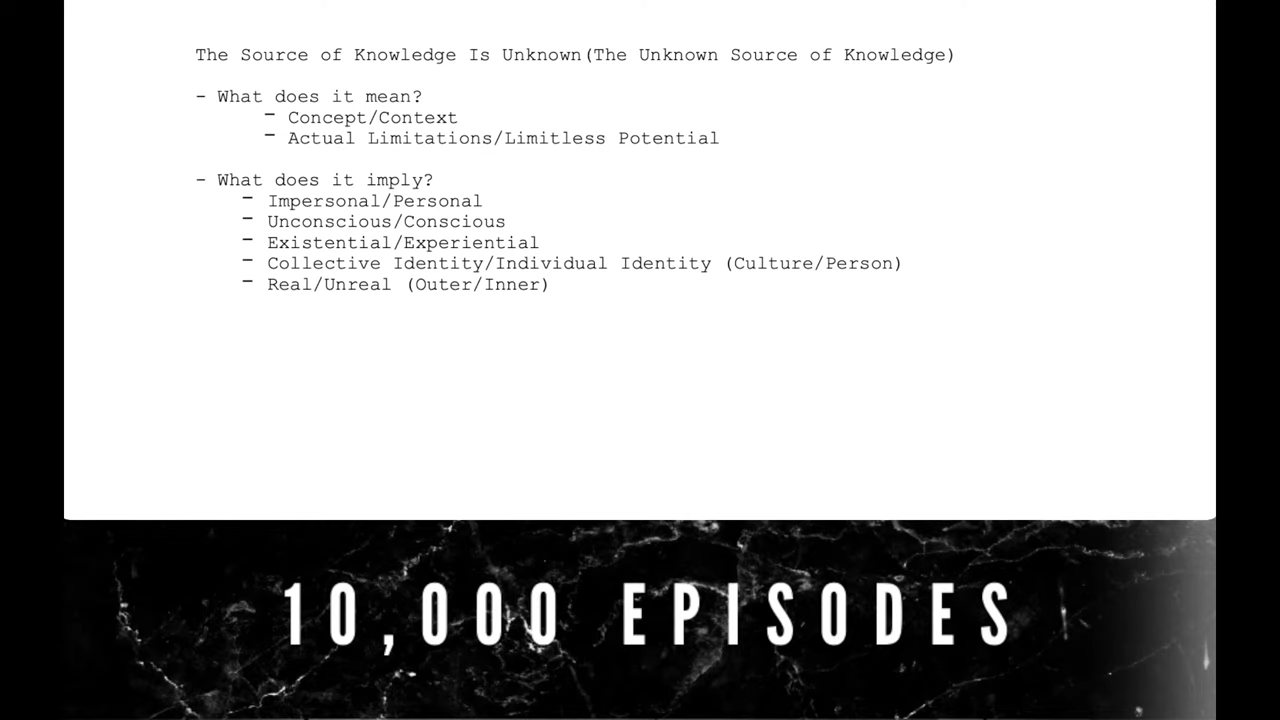 The Source of Knowledge Is Unknown(The Unknown Source of Knowledge)
- What does it mean?
- Concept/Context
- Actual Limitations/Limitless Potential
- What does it imply?
- Impersonal/Personal
- Unconscious/Conscious
- Existential/Experiential
- Collective Identity/Individual Identity (Culture/Person)
- Real/Unreal (Outer/Inner)
10,000 EPISODES